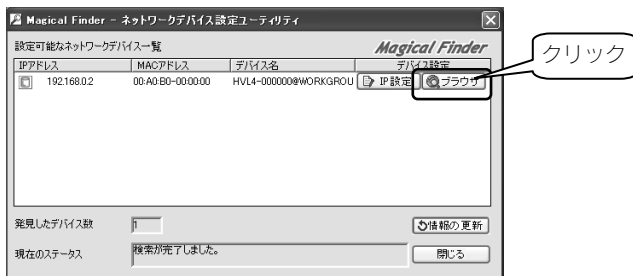 Magical Finder - ネットワークデバイス設定ユーティリティ
設定可能なネットワークデバイス一覧 Magical Finder
IPアドレス MACアドレス デバイス名 デバイス設定
192.168.0.2 00:A0:B0-00:00:00 HVL4-000000@WORKGROU IP設定 ブラウザ
クリック
発見したデバイス数 1 情報の更新
現在のステータス 検索が完了しました。 閉じる